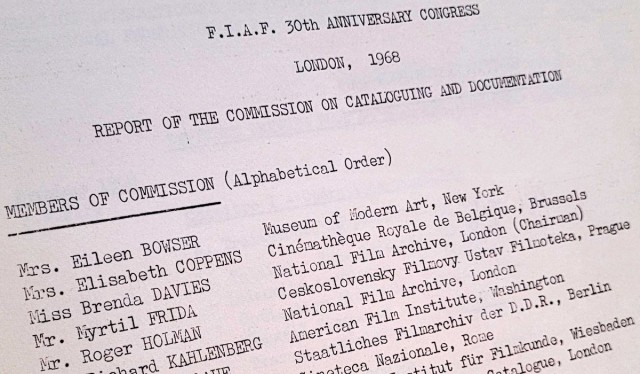 F.I.A.F. 30th ANNIVERSARY CONGRESS
LONDON, 1968
REPORT OF THE COMMISSION ON CATALOGUING AND DOCUMENTATION
MEMBERS OF COMMISSION (Alphabetical Order)
Mrs. Eileen BOWSER Museum of Modern Art, New York
Mrs. Elisabeth COPPENS Cinémathèque Royale de Belgique, Brussels
Miss Brenda DAVIES National Film Archive, London (Chairman)
Mr. Myrtil FRIDA Ceskoslovensky Filmovy Ustav Filmoteka, Prague
Mr. Roger HOLMAN National Film Archive, London
Richard KAHLENBERG American Film Institute, Washington
Staatliches Filmarchiv der D.D.R., Berlin
Nazionale, Rome
für Filmkunde, Wiesbaden
Catalogue, London